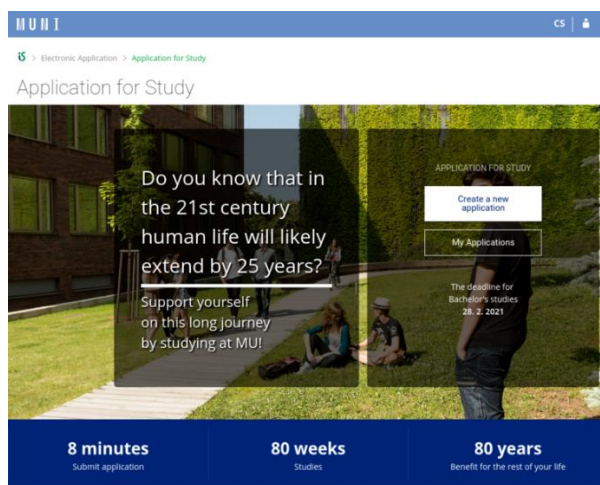 MUNI
CS
iS > Electronic Application > Application for Study
Application for Study
Do you know that in
the 21st century
human life will likely
extend by 25 years?
Support yourself
on this long journey
by studying at MU!
APPLICATION FOR STUDY
Create a new
application
My Applications
The deadline for
Bachelor's studies
28. 2. 2021
8 minutes
Submit application
80 weeks
Studies
80 years
Benefit for the rest of your life